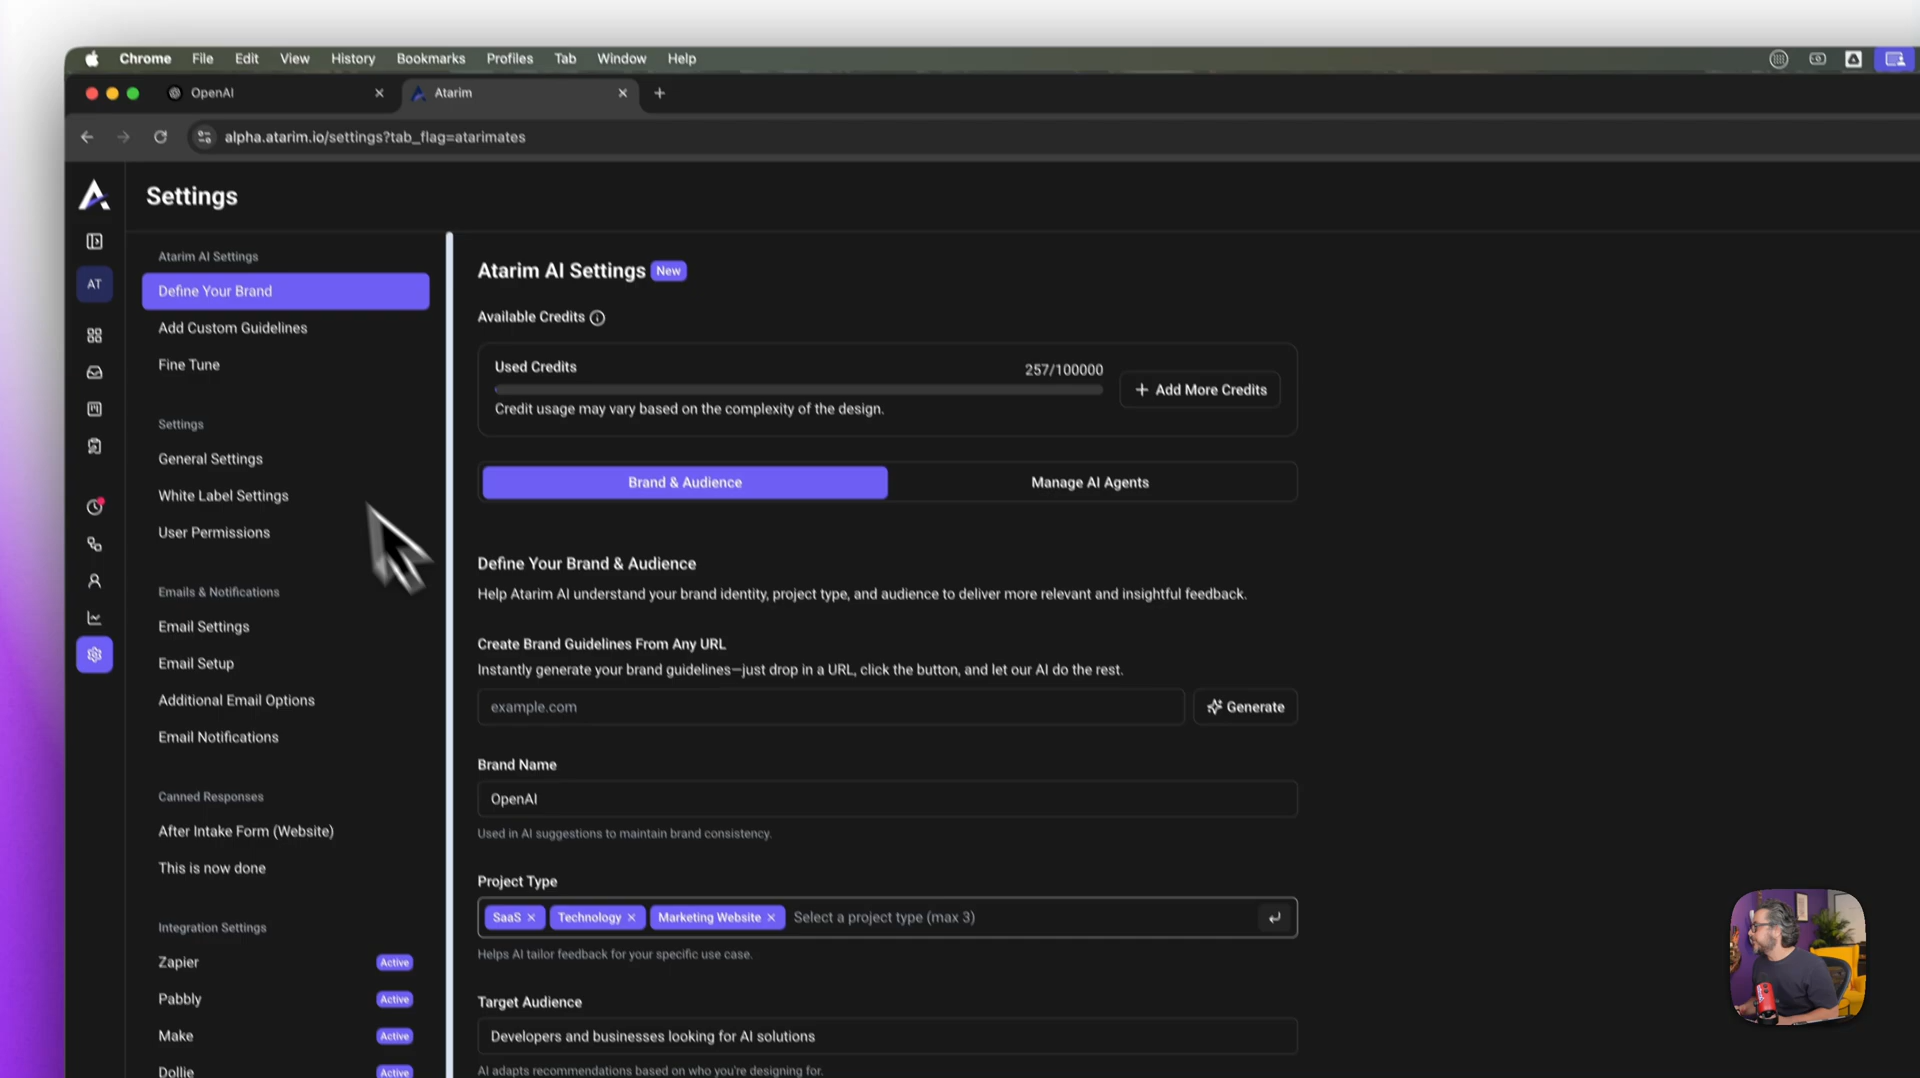 Chrome File Edit View History Bookmarks Profiles Tab Window Help
OpenAI
Atarim
alpha.atarim.io/settings?tab_flag=atarimates
Settings
AT
Atarim AI Settings
Define Your Brand
Add Custom Guidelines
Fine Tune
Settings
General Settings
White Label Settings
User Permissions
Emails & Notifications
Email Settings
Email Setup
Additional Email Options
Email Notifications
Canned Responses
After Intake Form (Website)
This is now done
Integration Settings
Zapier Active
Pabbly Active
Make Active
Dollie Active
Atarim AI Settings New
Available Credits
Used Credits 257/100000
Credit usage may vary based on the complexity of the design.
+ Add More Credits
Brand & Audience Manage AI Agents
Define Your Brand & Audience
Help Atarim AI understand your brand identity, project type, and audience to deliver more relevant and insightful feedback.
Create Brand Guidelines From Any URL
Instantly generate your brand guidelines—just drop in a URL, click the button, and let our AI do the rest.
example.com Generate
Brand Name
OpenAI
Used in AI suggestions to maintain brand consistency.
Project Type
SaaS × Technology × Marketing Website × Select a project type (max 3)
Helps AI tailor feedback for your specific use case.
Target Audience
Developers and businesses looking for AI solutions
AI adapts recommendations based on who you're designing for.